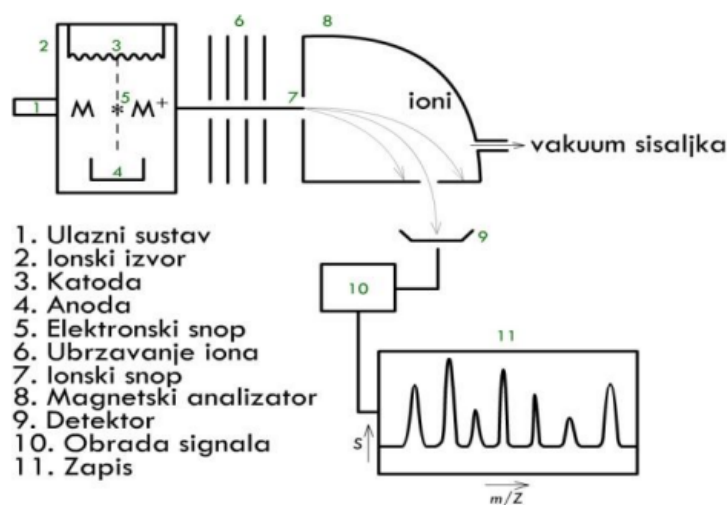 6
8
2
3
5
7
1
M * M+
4
ioni
vakuum sisaljka
9
10
11
1. Ulazni sustav
2. Ionski izvor
3. Katoda
4. Anoda
5. Elektronski snop
6. Ubrzavanje iona
7. Ionski snop
8. Magnetski analizator
9. Detektor
10. Obrada signala
11. Zapis
S
m/Z